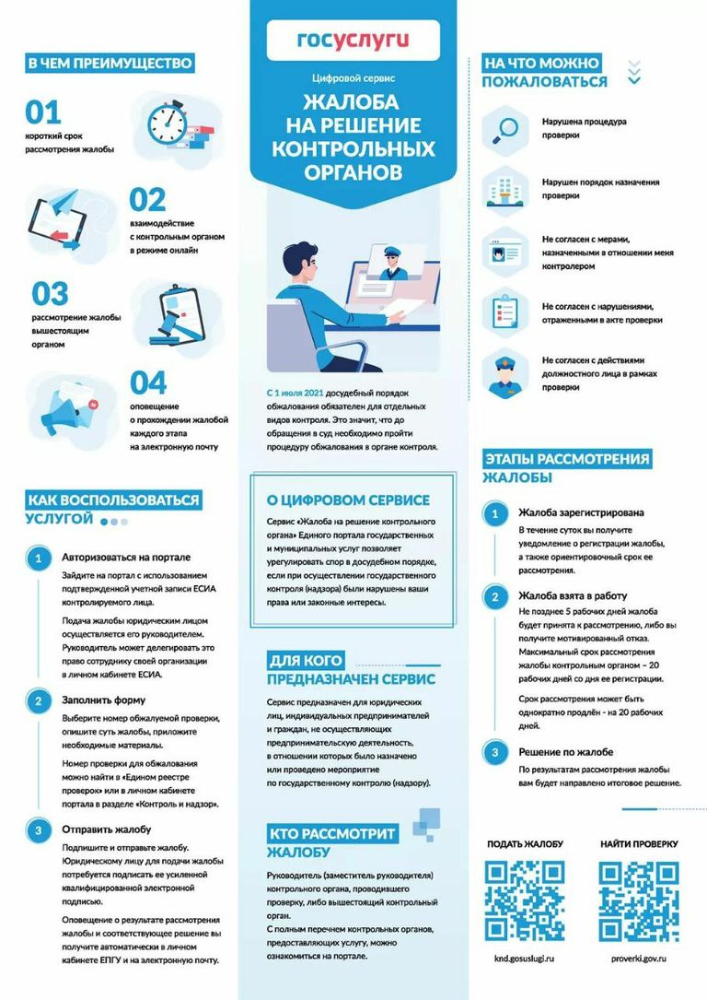 госуслуги
Цифровой сервис
ЖАЛОБА
НА РЕШЕНИЕ
КОНТРОЛЬНЫХ
ОРГАНОВ
В ЧЕМ ПРЕИМУЩЕСТВО
01
короткий срок
рассмотрения жалобы
02
взаимодействие
с контрольным органом
в режиме онлайн
03
рассмотрение жалобы
вышестоящим
органом
04
оповещение
о прохождении жалобой
каждого этапа
на электронную почту
КАК ВОСПОЛЬЗОВАТЬСЯ
УСЛУГОЙ
1
Авторизоваться на портале
Зайдите на портал с использованием
подтвержденной учетной записи ЕСИА
контролируемого лица.
Подача жалобы юридическим лицом
осуществляется его руководителем.
Руководитель может делегировать это
право сотруднику своей организации
в личном кабинете ЕСИА.
2
Заполнить форму
Выберите номер обжалуемой проверки,
опишите суть жалобы, приложите
необходимые материалы.
Номер проверки для обжалования
можно найти в «Едином реестре
проверок» или в личном кабинете
портала в разделе «Контроль и надзор».
3
Отправить жалобу
Подпишите и отправьте жалобу.
Юридическому лицу для подачи жалобы
потребуется подписать ее усиленной
квалифицированной электронной
подписью.
Оповещение о результате рассмотрения
жалобы и соответствующее решение вы
получите автоматически в личном
кабинете ЕПГУ и на электронную почту.
С 1 июля 2021 досудебный порядок
обжалования обязателен для отдельных
видов контроля. Это значит, что до
обращения в суд необходимо пройти
процедуру обжалования в органе контроля.
О ЦИФРОВОМ СЕРВИСЕ
Сервис «Жалоба на решение контрольного
органа» Единого портала государственных
и муниципальных услуг позволяет
урегулировать спор в досудебном порядке,
если при осуществлении государственного
контроля (надзора) были нарушены ваши
права или законные интересы.
ДЛЯ КОГО
ПРЕДНАЗНАЧЕН СЕРВИС
Сервис предназначен для юридических
лиц, индивидуальных предпринимателей
и граждан, не осуществляющих
предпринимательскую деятельность,
в отношении которых было назначено
или проведено мероприятие
по государственному контролю (надзору).
КТО РАССМОТРИТ
ЖАЛОБУ
Руководитель (заместитель руководителя)
контрольного органа, проводившего
проверку, либо вышестоящий контрольный
орган.
С полным перечнем контрольных органов,
предоставляющих услугу, можно
ознакомиться на портале.
НА ЧТО МОЖНО
ПОЖАЛОВАТЬСЯ
Нарушена процедура
проверки
Нарушен порядок назначения
проверки
Не согласен с мерами,
назначенными в отношении меня
контролером
Не согласен с нарушениями,
отраженными в акте проверки
Не согласен с действиями
должностного лица в рамках
проверки
ЭТАПЫ РАССМОТРЕНИЯ
ЖАЛОБЫ
1
Жалоба зарегистрирована
В течение суток вы получите
уведомление о регистрации жалобы,
а также ориентировочный срок ее
рассмотрения.
2
Жалоба взята в работу
Не позднее 5 рабочих дней жалоба
будет принята к рассмотрению, либо вы
получите мотивированный отказ.
Максимальный срок рассмотрения
жалобы контрольным органом – 20
рабочих дней со дня ее регистрации.
Срок рассмотрения может быть
однократно продлён - на 20 рабочих
дней.
3
Решение по жалобе
По результатам рассмотрения жалобы
вам будет направлено итоговое решение.
ПОДАТЬ ЖАЛОБУ
knd.gosuslugi.ru
НАЙТИ ПРОВЕРКУ
proverki.gov.ru